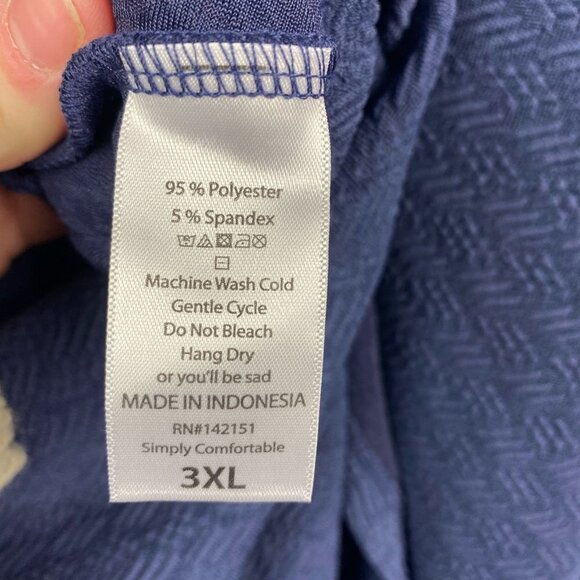 95 % Polyester
5 % Spandex
Machine Wash Cold
Gentle Cycle
Do Not Bleach
Hang Dry
or you'll be sad
MADE IN INDONESIA
RN#142151
Simply Comfortable
3XL